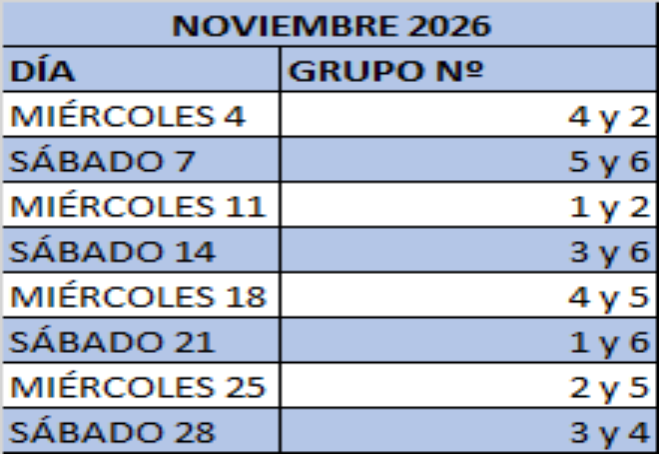 NOVIEMBRE 2026
DÍA GRUPO Nº
MIÉRCOLES 4 4 y 2
SÁBADO 7 5 y 6
MIÉRCOLES 11 1 y 2
SÁBADO 14 3 y 6
MIÉRCOLES 18 4 y 5
SÁBADO 21 1 y 6
MIÉRCOLES 25 2 y 5
SÁBADO 28 3 y 4